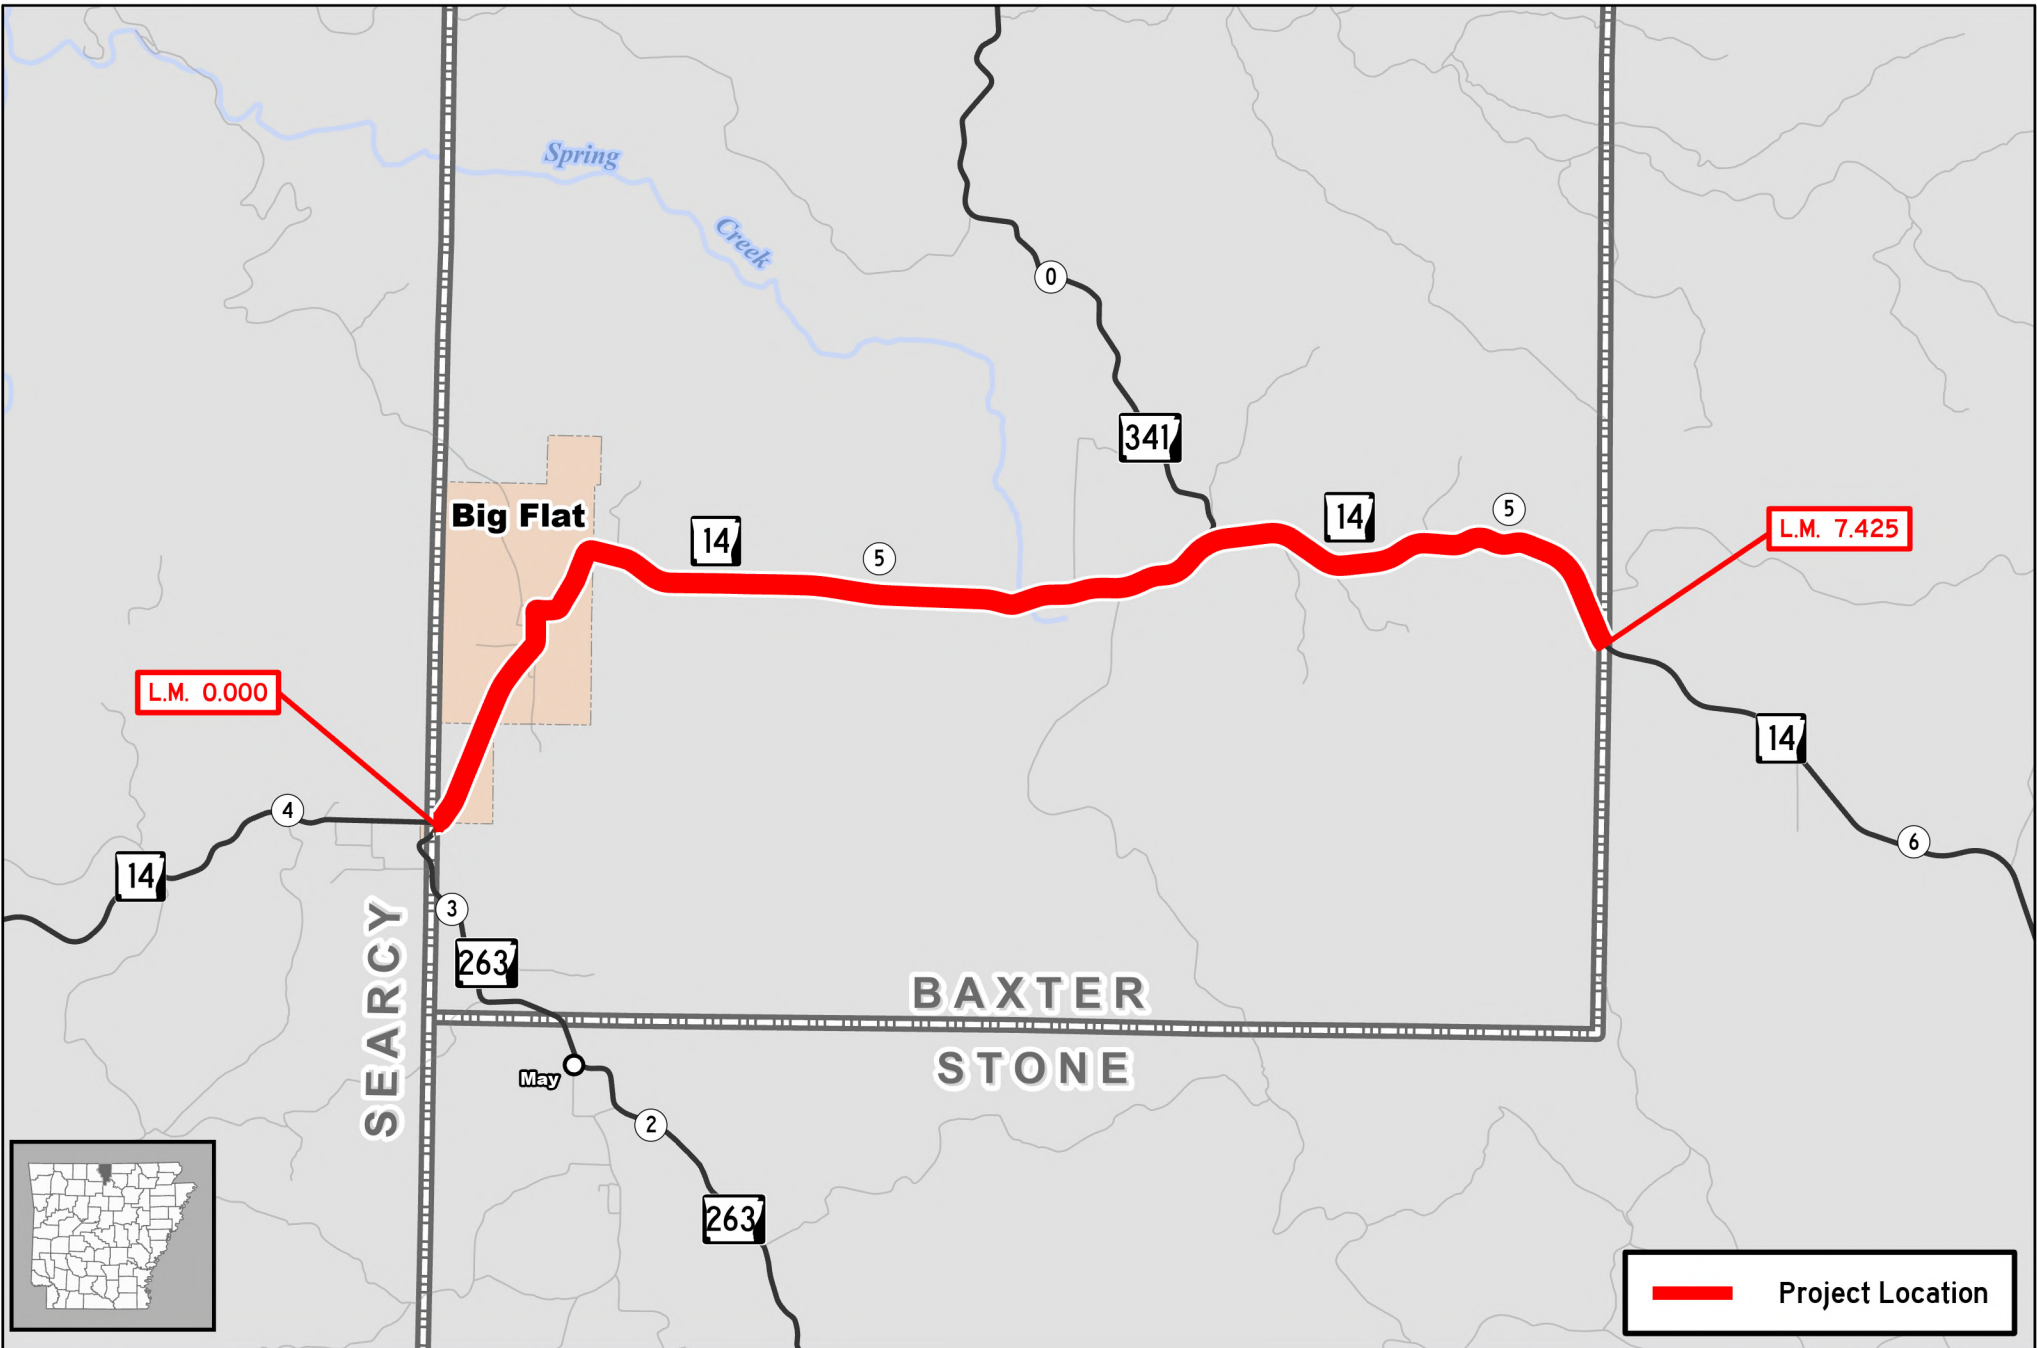 Spring
Creek
0
341
Big Flat
14
5
14
5
L.M. 7.425
L.M. 0.000
14
4
14
3
6
263
SEARCY
BAXTER
STONE
May
2
263
Project Location